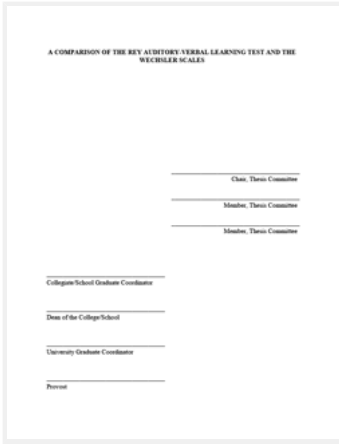 A COMPARISON OF THE REY AUDITORY-VERBAL LEARNING TEST AND THE
WECHSLER SCALES
Chair, Thesis Committee
Member, Thesis Committee
Member, Thesis Committee
Collegiate/School Graduate Coordinator
Dean of the College/School
University Graduate Coordinator
Provost